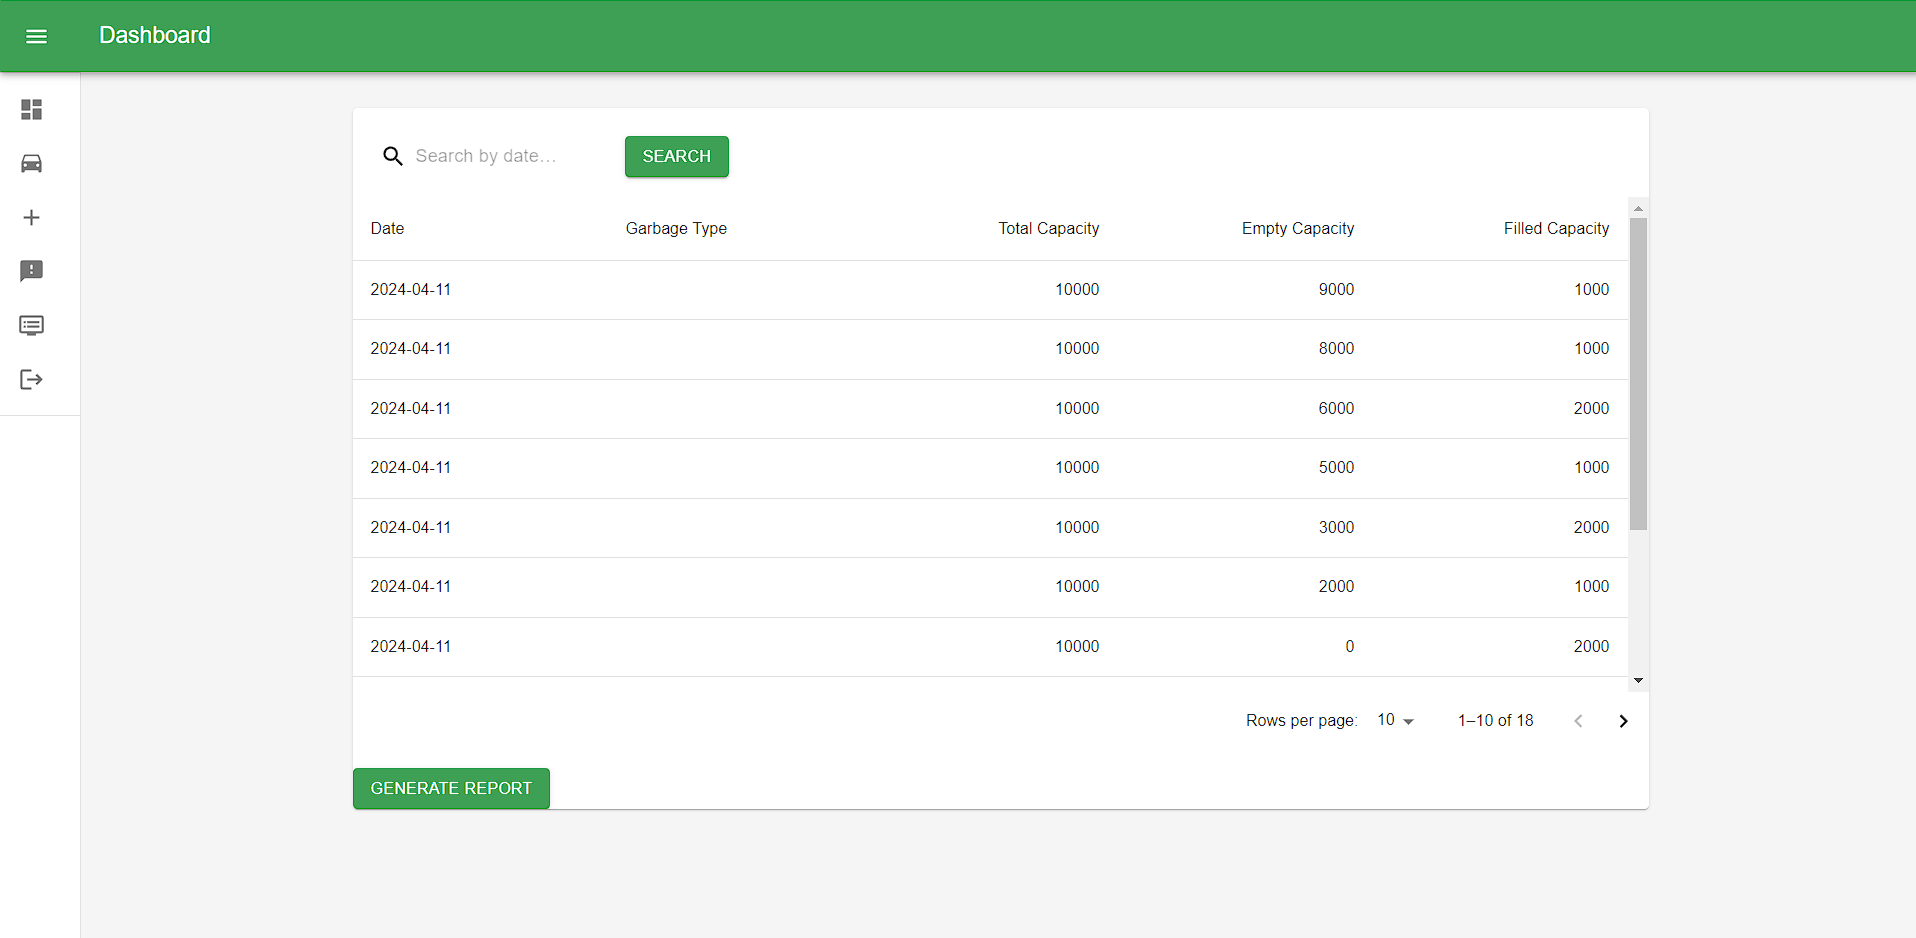 Dashboard
Search by date…
SEARCH
Date Garbage Type Total Capacity Empty Capacity Filled Capacity
2024-04-11 10000 9000 1000
2024-04-11 10000 8000 1000
2024-04-11 10000 6000 2000
2024-04-11 10000 5000 1000
2024-04-11 10000 3000 2000
2024-04-11 10000 2000 1000
2024-04-11 10000 0 2000
Rows per page: 10 1–10 of 18
GENERATE REPORT